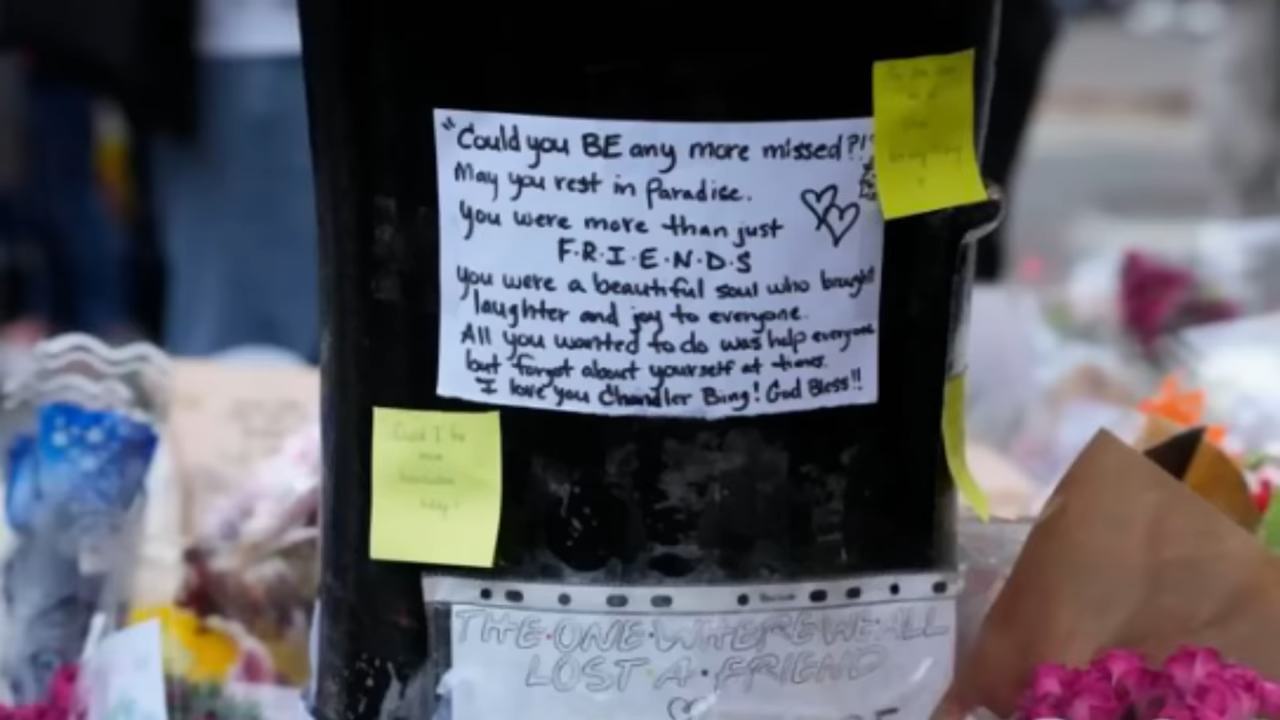 "Could you BE any more missed?!"
May you rest in Paradise.
You were more than just
F·R·I·E·N·D·S
you were a beautiful soul who brought
laughter and joy to everyone.
All you wanted to do was help everyone
but forgot about yourself at times.
I love you Chandler Bing! God Bless!!
Could I be
THE·ONE·WHERE·WE·ALL
LOST·A·FRIEND